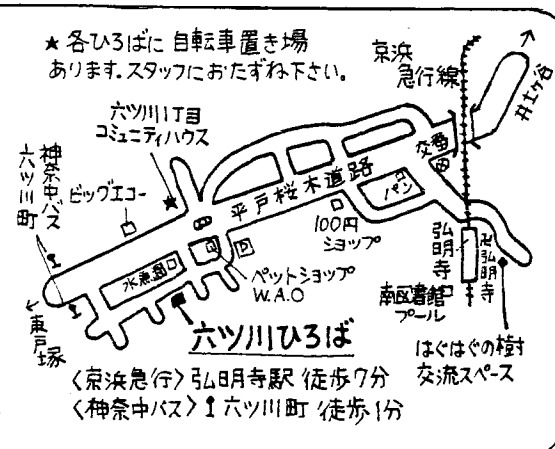 ★各ひろばに自転車置き場
あります。スタッフにおたずね下さい。
京浜
急行線
井土ヶ谷
六ツ川1丁目
コミュニティハウス
神奈中バス
六ツ川町
ビッグエコー
平戸桜木道路
交番
パン
100円
ショップ
弘明寺
卍弘明寺
水魚園
P
ペットショップ
W.A.O
南図書館
プール
←東戸塚
六ツ川ひろば
はぐはぐの樹
交流スペース
〈京浜急行〉弘明寺駅 徒歩7分
〈神奈中バス〉六ツ川町 徒歩1分